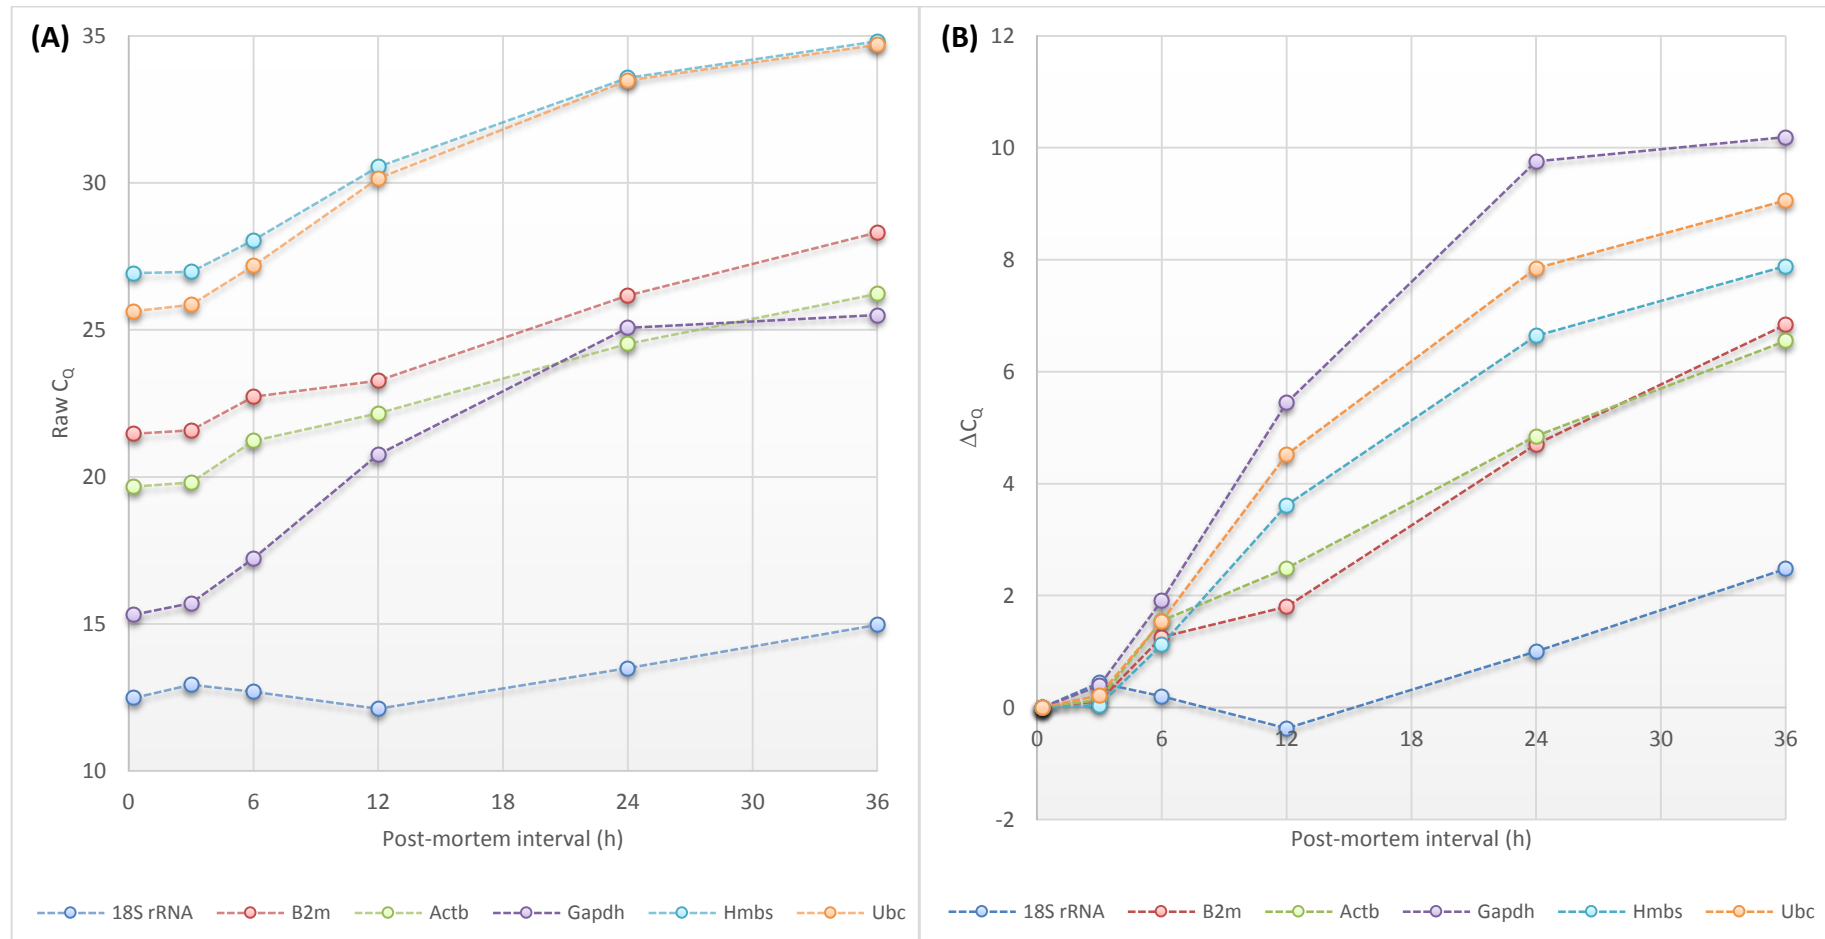 (A)
35
30
25
20
15
10
Raw CQ
0 6 12 18 24 30 36
Post-mortem interval (h)
18S rRNA B2m Actb Gapdh Hmbs Ubc
(B)
12
10
8
6
4
2
0
-2
ΔCQ
0 6 12 18 24 30 36
Post-mortem interval (h)
18S rRNA B2m Actb Gapdh Hmbs Ubc